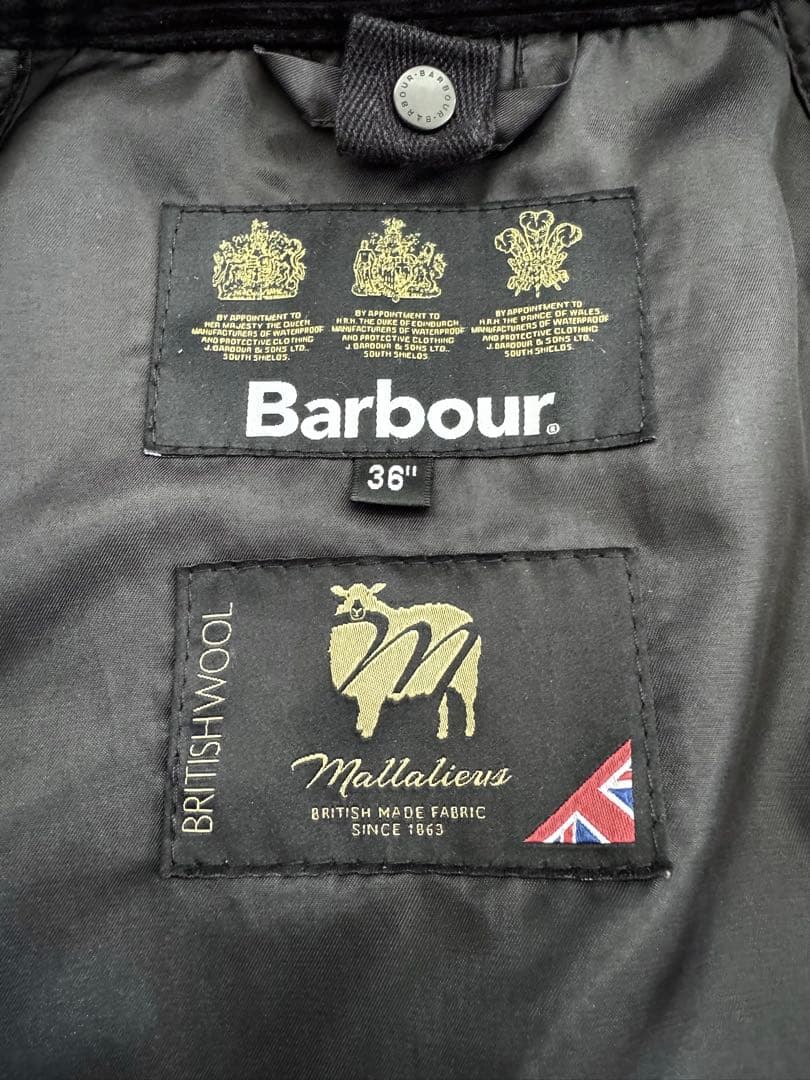 BARBOUR·BARBOUR·BARBOUR·
BY APPOINTMENT TO
HER MAJESTY THE QUEEN
MANUFACTURERS OF WATERPROOF
AND PROTECTIVE CLOTHING
J. BARBOUR & SONS LTD.,
SOUTH SHIELDS.
BY APPOINTMENT TO
H.R.H. THE DUKE OF EDINBURGH
MANUFACTURERS OF WATERPROOF
AND PROTECTIVE CLOTHING
J. BARBOUR & SONS LTD.,
SOUTH SHIELDS.
BY APPOINTMENT TO
H.R.H. THE PRINCE OF WALES
MANUFACTURERS OF WATERPROOF
AND PROTECTIVE CLOTHING
J. BARBOUR & SONS LTD.,
SOUTH SHIELDS.
Barbour®
36"
BRITISH WOOL
M
Mallalieus
BRITISH MADE FABRIC
SINCE 1863